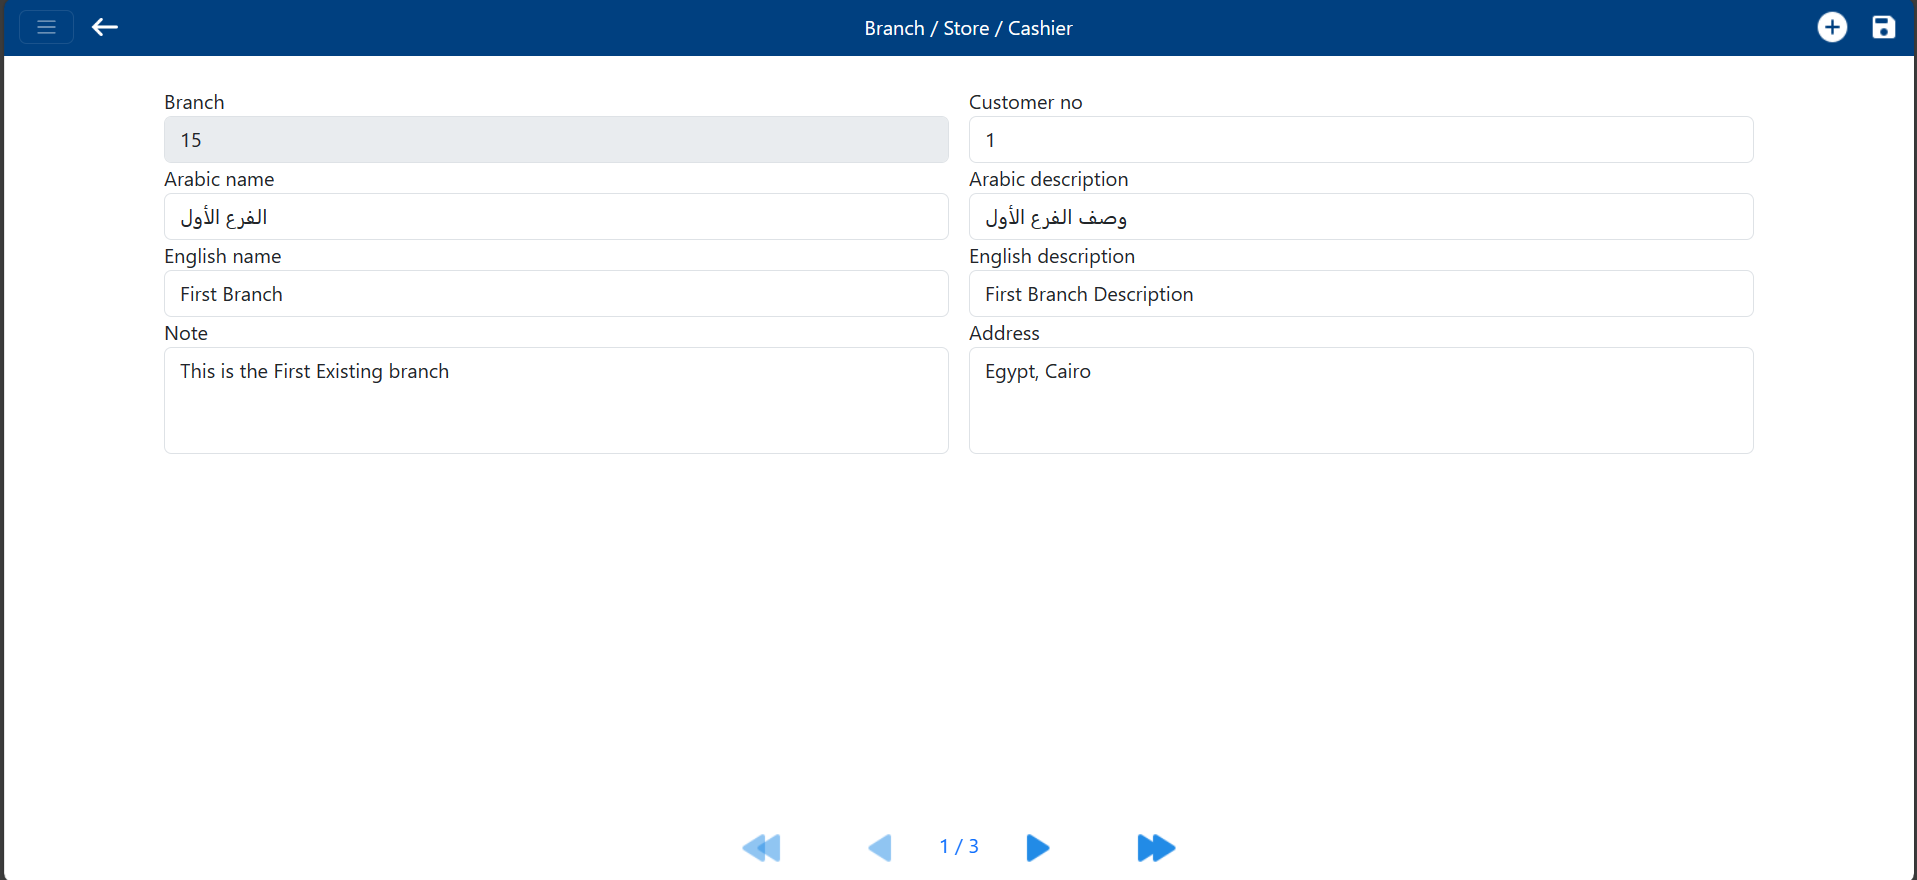 Branch / Store / Cashier
Branch
15
Customer no
1
Arabic name
الفرع الأول
Arabic description
وصف الفرع الأول
English name
First Branch
English description
First Branch Description
Note
This is the First Existing branch
Address
Egypt, Cairo
1 / 3